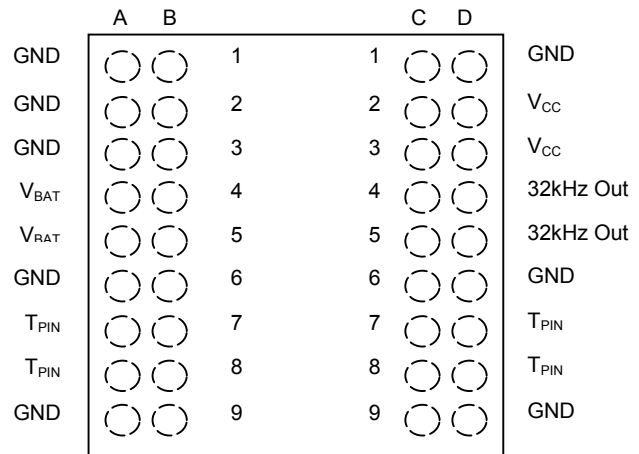 A B C D
GND 1 1 GND
GND 2 2 VCC
GND 3 3 VCC
VBAT 4 4 32kHz Out
VBAT 5 5 32kHz Out
GND 6 6 GND
TPIN 7 7 TPIN
TPIN 8 8 TPIN
GND 9 9 GND